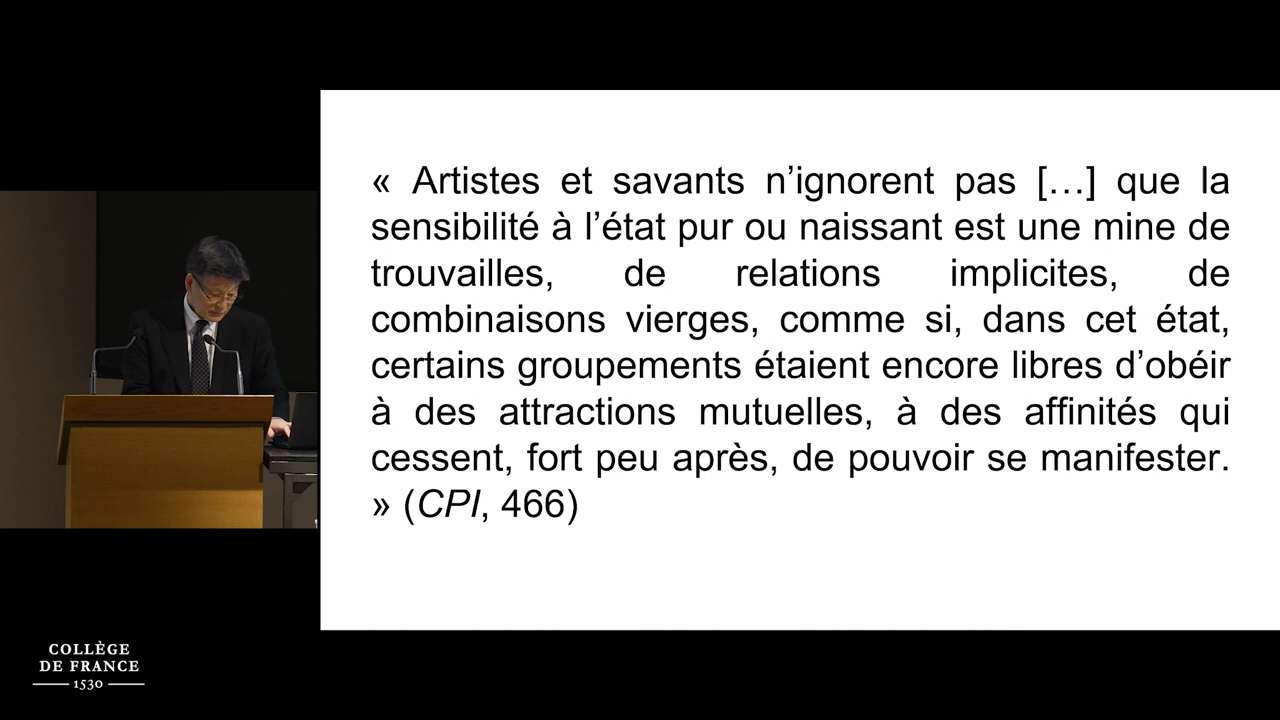 « Artistes et savants n’ignorent pas […] que la
sensibilité à l’état pur ou naissant est une mine de
trouvailles, de relations implicites, de
combinaisons vierges, comme si, dans cet état,
certains groupements étaient encore libres d’obéir
à des attractions mutuelles, à des affinités qui
cessent, fort peu après, de pouvoir se manifester.
» (CPI, 466)
COLLÈGE
DE FRANCE
1530